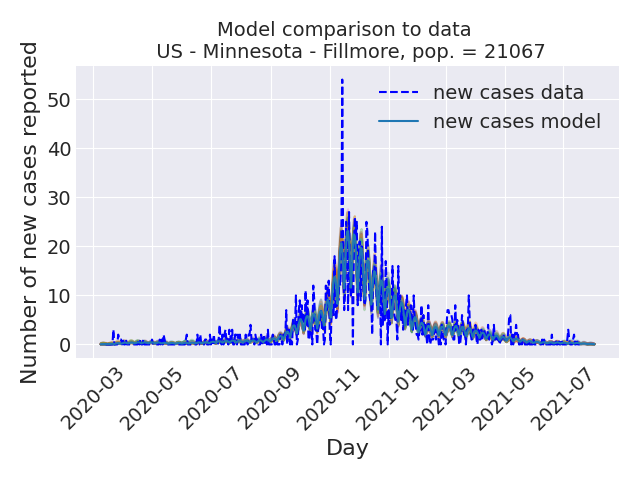 Model comparison to data
US - Minnesota - Fillmore, pop. = 21067
Number of new cases reported
50
40
30
20
10
0
new cases data
new cases model
2020-03
2020-05
2020-07
2020-09
2020-11
2021-01
2021-03
2021-05
2021-07
Day